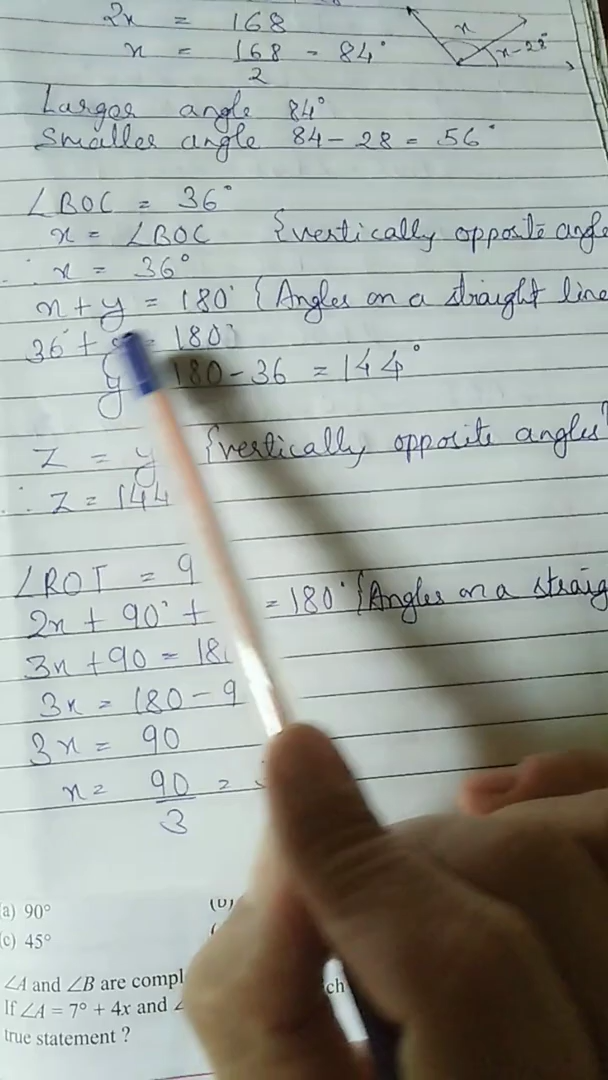 2x = 168
x = 168/2 = 84°
x
x-28°
Larger angle 84°
Smaller angle 84 - 28 = 56°
∠BOC = 36°
x = ∠BOC {vertically opposite angle
∴ x = 36°
x + y = 180° {Angles on a straight line
36° + = 180°
y 180 - 36 = 144°
z = y {vertically opposite angles}
∴ z = 144
∠ROT = 9
2x + 90° + = 180° {Angles on a straig
3x + 90 = 18
3x = 180 - 9
3x = 90
x = 90/3 =
(a) 90° (b)
(c) 45°
∠A and ∠B are compl ch
If ∠A = 7° + 4x and ∠
true statement ?